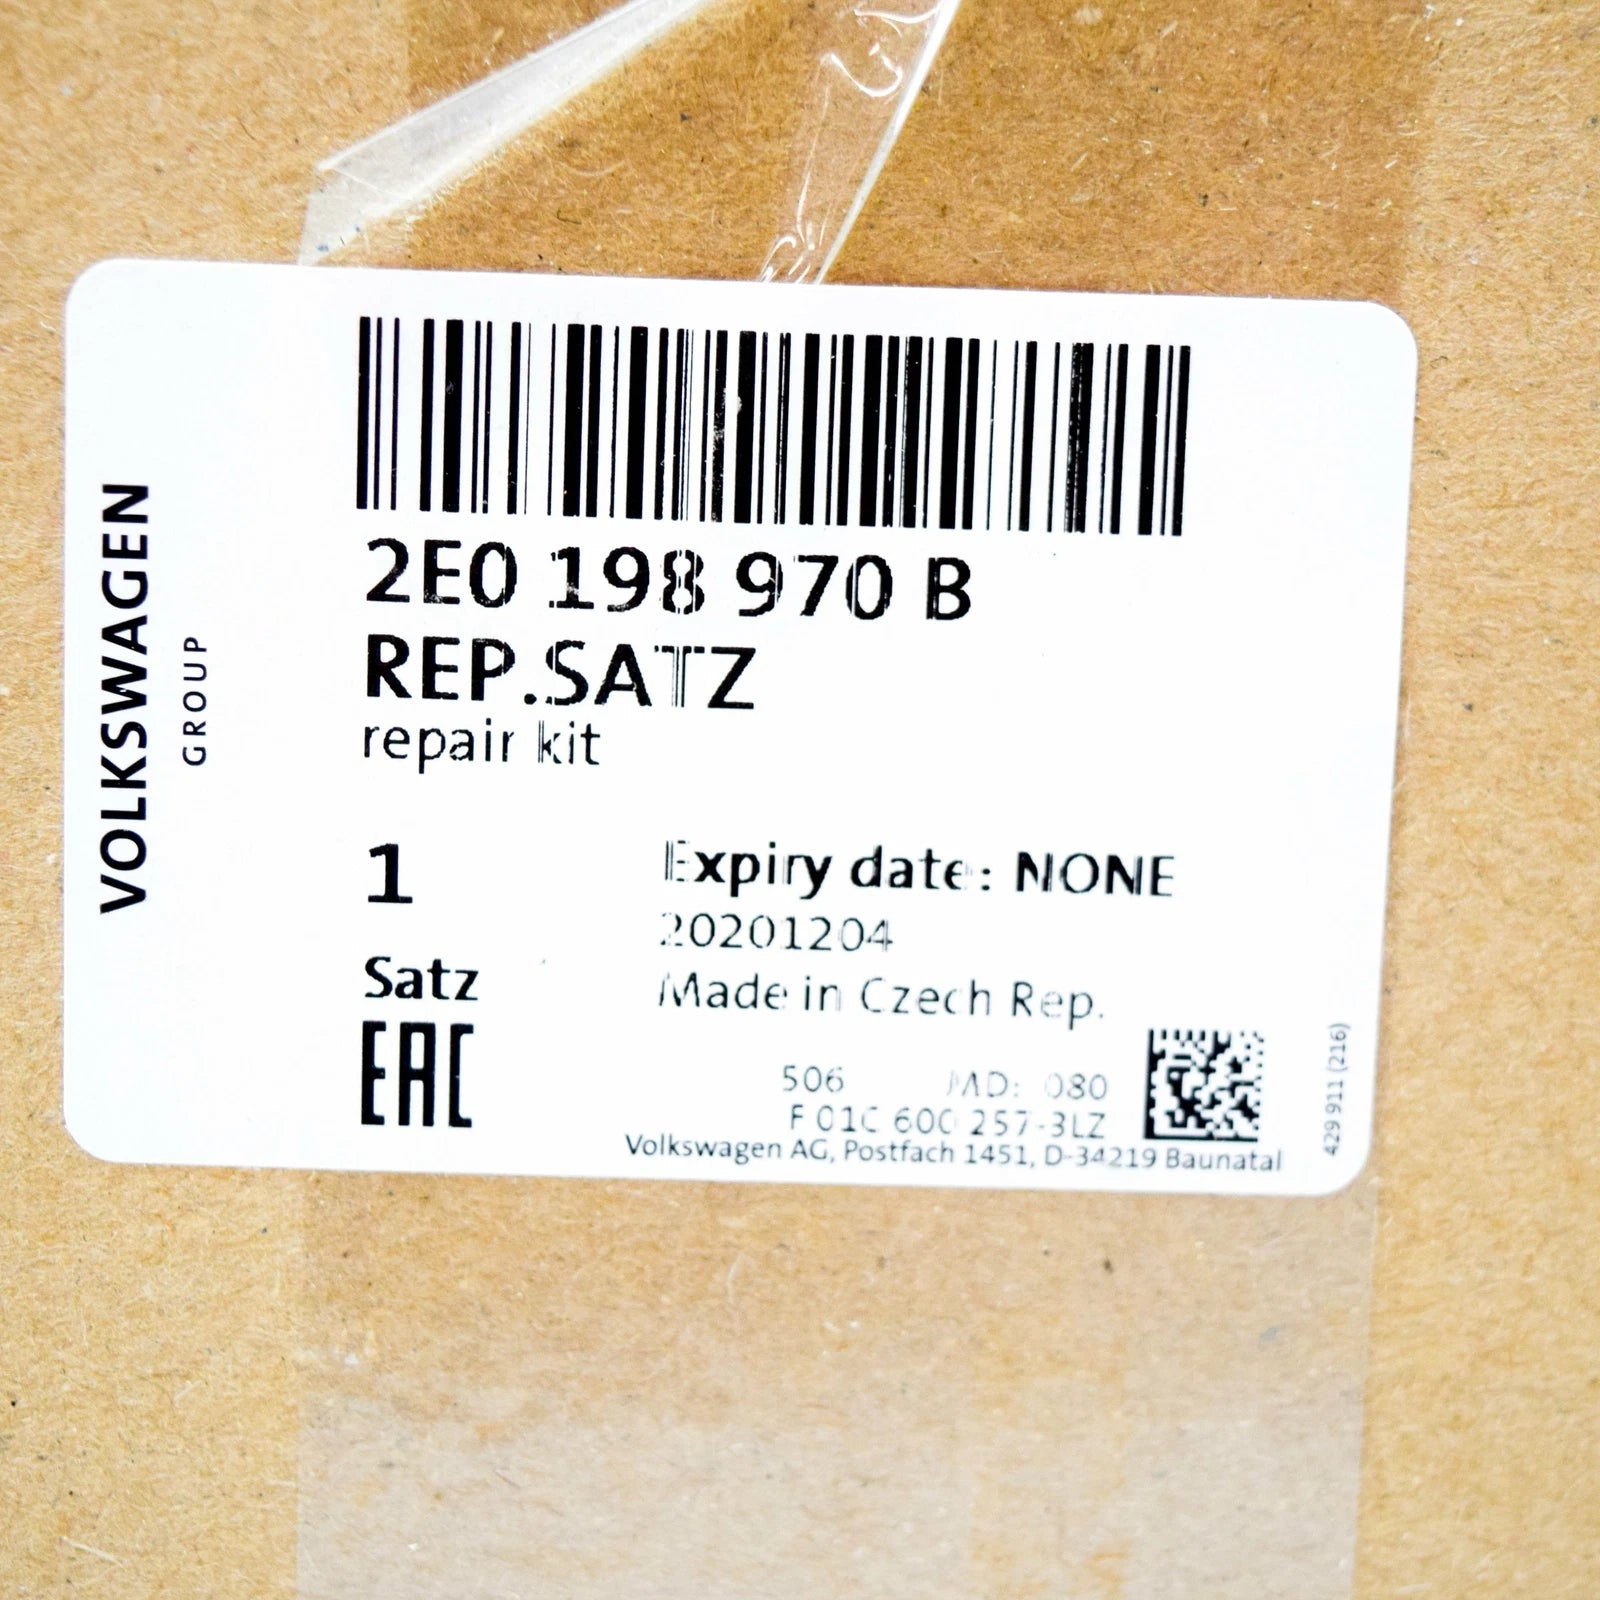 VOLKSWAGEN
GROUP
2E0 198 970 B
REP.SATZ
repair kit
1
Expiry date: NONE
20201204
Satz
Made in Czech Rep.
EAC
506 MD: 080
F 01C 600 257-3LZ
Volkswagen AG, Postfach 1451, D-34219 Baunatal
429 911 (216)